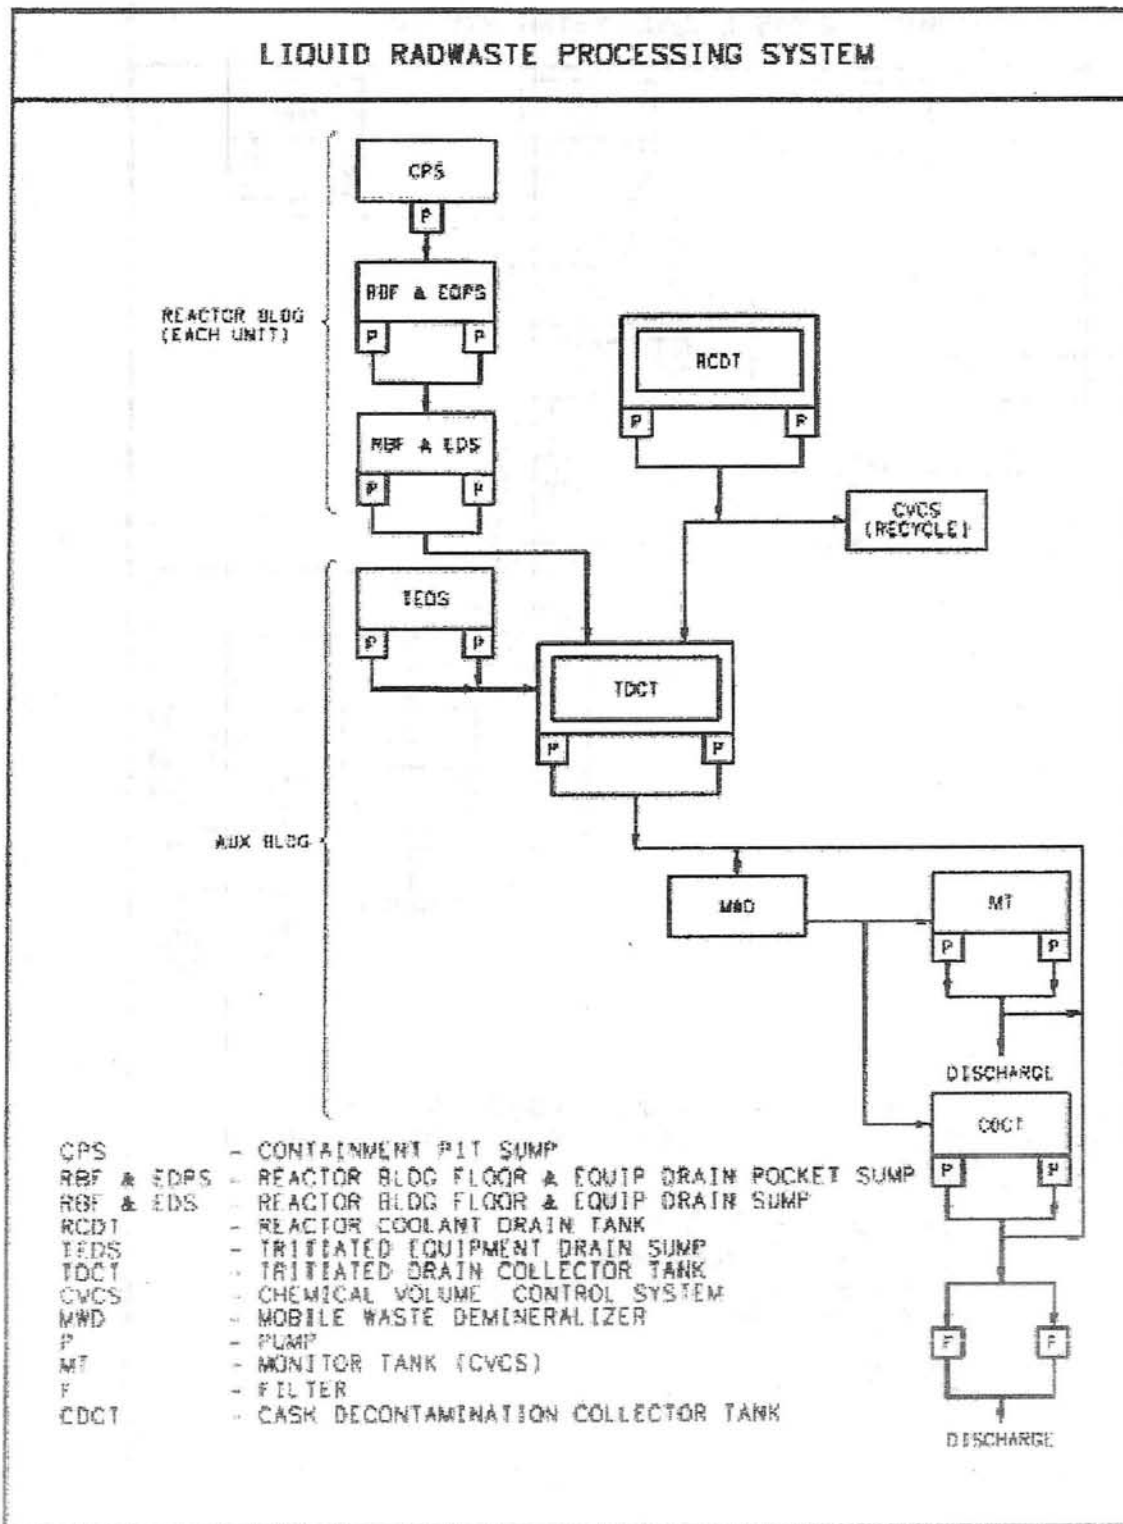 LIQUID RADWASTE PROCESSING SYSTEM
CPS
P
RBF & EDPS
P P
REACTOR BLDG
(EACH UNIT)
RCDT
P P
RBF & EDS
P P
CVCS
(RECYCLE)
TEDS
P P
TDCT
P P
AUX BLDG
MWD
MT
P P
DISCHARGE
CDCT
P P
F F
DISCHARGE
CPS - CONTAINMENT PIT SUMP
RBF & EDPS - REACTOR BLDG FLOOR & EQUIP DRAIN POCKET SUMP
RBF & EDS - REACTOR BLDG FLOOR & EQUIP DRAIN SUMP
RCDT - REACTOR COOLANT DRAIN TANK
TEDS - TRITIATED EQUIPMENT DRAIN SUMP
TDCT - TRITIATED DRAIN COLLECTOR TANK
CVCS - CHEMICAL VOLUME CONTROL SYSTEM
MWD - MOBILE WASTE DEMINERALIZER
P - PUMP
MT - MONITOR TANK (CVCS)
F - FILTER
CDCT - CASK DECONTAMINATION COLLECTOR TANK